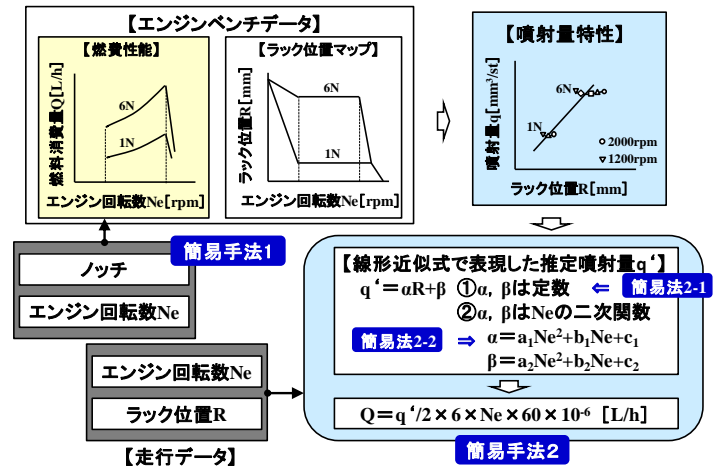 【エンジンベンチデータ】
【燃費性能】
燃料消費量Q[L/h]
6N
1N
エンジン回転数Ne[rpm]
【ラック位置マップ】
ラック位置R[mm]
6N
1N
エンジン回転数Ne[rpm]
【噴射量特性】
噴射量q[mm³/st]
6N
1N
○ 2000rpm
▽ 1200rpm
ラック位置R[mm]
簡易手法1
ノッチ
エンジン回転数Ne
エンジン回転数Ne
ラック位置R
【走行データ】
【線形近似式で表現した推定噴射量q‘】
q‘＝αR+β ①α, βは定数 ⇐ 簡易法2-1
②α, βはNeの二次関数
簡易法2-2 ⇒ α＝a₁Ne²+b₁Ne+c₁
β＝a₂Ne²+b₂Ne+c₂
Q＝q‘/2×6×Ne×60×10⁻⁶ [L/h]
簡易手法2